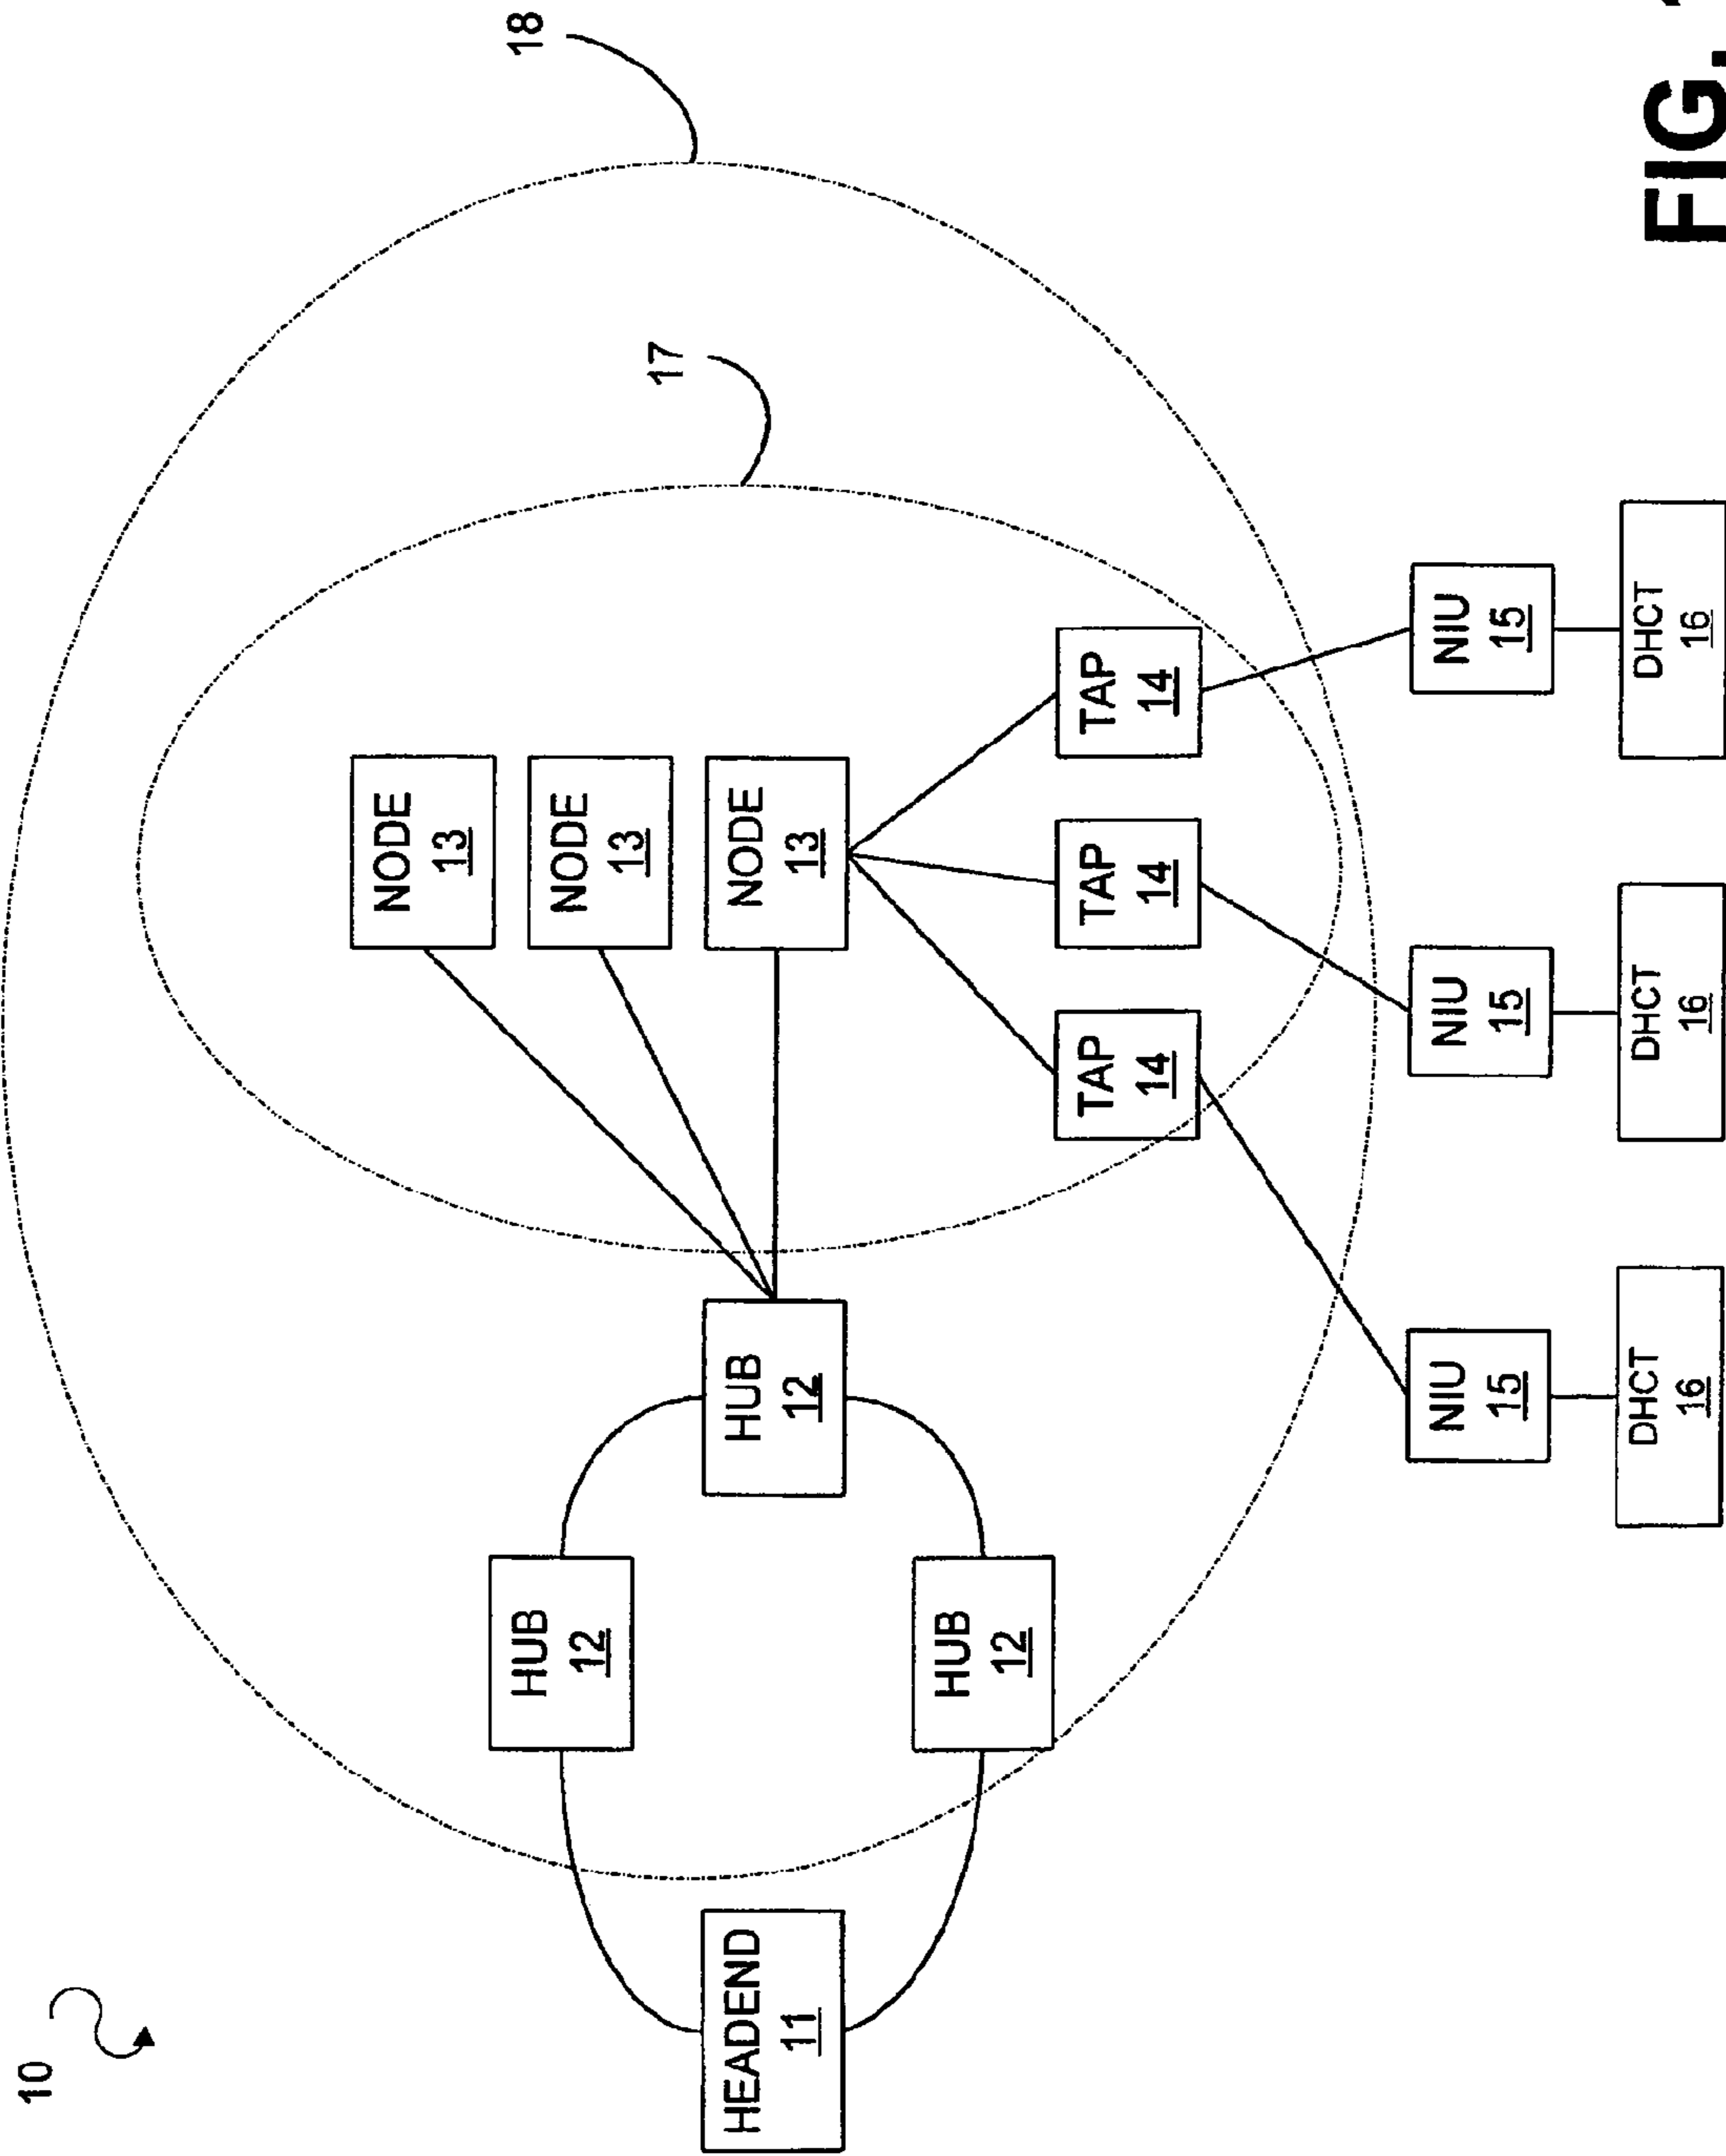 10
NODE
13
18
HUB
12
NODE
13
17
HEADEND
11
HUB
12
NODE
13
HUB
12
TAP
14
TAP
14
TAP
14
NIU
15
NIU
15
NIU
15
DHCT
16
DHCT
16
DHCT
16
FIG.